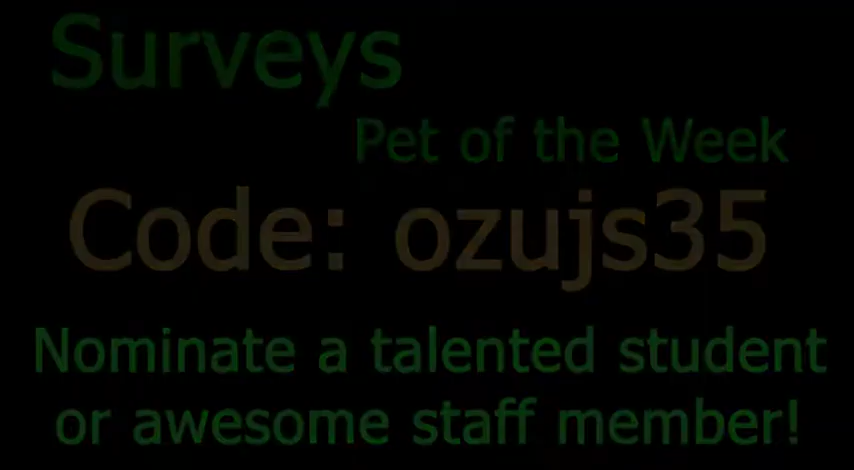 Surveys
Pet of the Week
Code: ozujs35
Nominate a talented student
or awesome staff member!